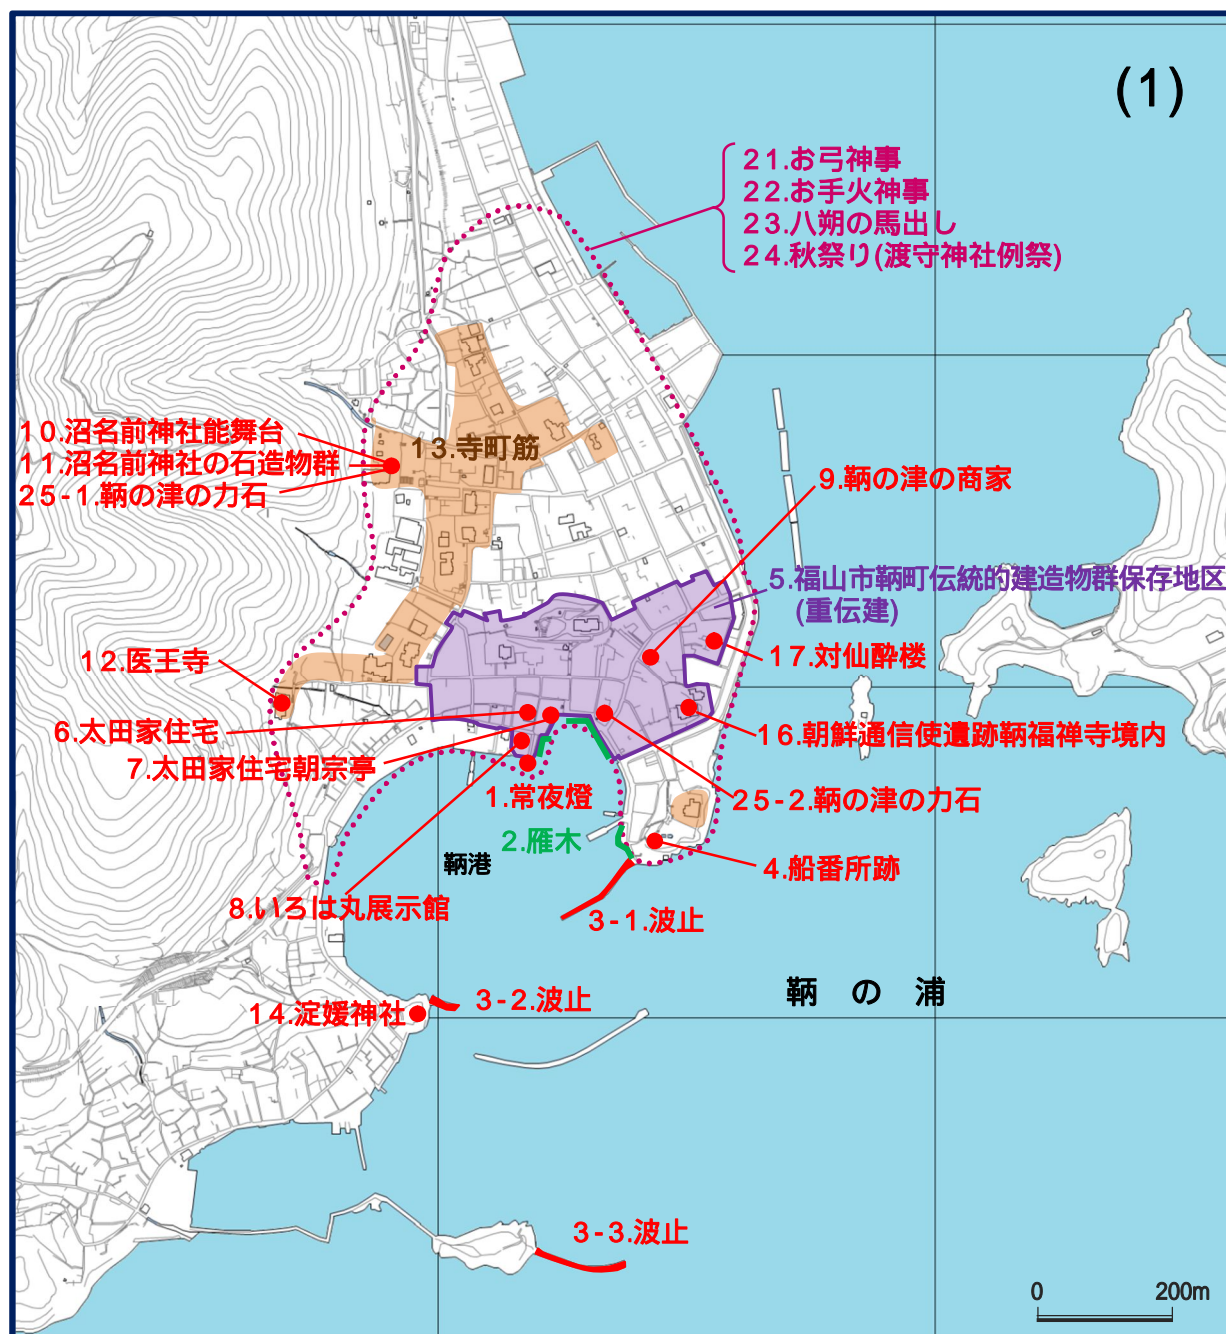 (1)
21.お弓神事
22.お手火神事
23.八朔の馬出し
24.秋祭り(渡守神社例祭)
10.沼名前神社能舞台
11.沼名前神社の石造物群
25-1.鞆の津の力石
13.寺町筋
9.鞆の津の商家
5.福山市鞆町伝統的建造物群保存地区
(重伝建)
17.対仙酔楼
12.医王寺
6.太田家住宅
7.太田家住宅朝宗亭
16.朝鮮通信使遺跡鞆福禅寺境内
1.常夜燈
25-2.鞆の津の力石
2.雁木
鞆港
4.船番所跡
8.いろは丸展示館
3-1.波止
鞆の浦
3-2.波止
14.淀媛神社
3-3.波止
0 200m